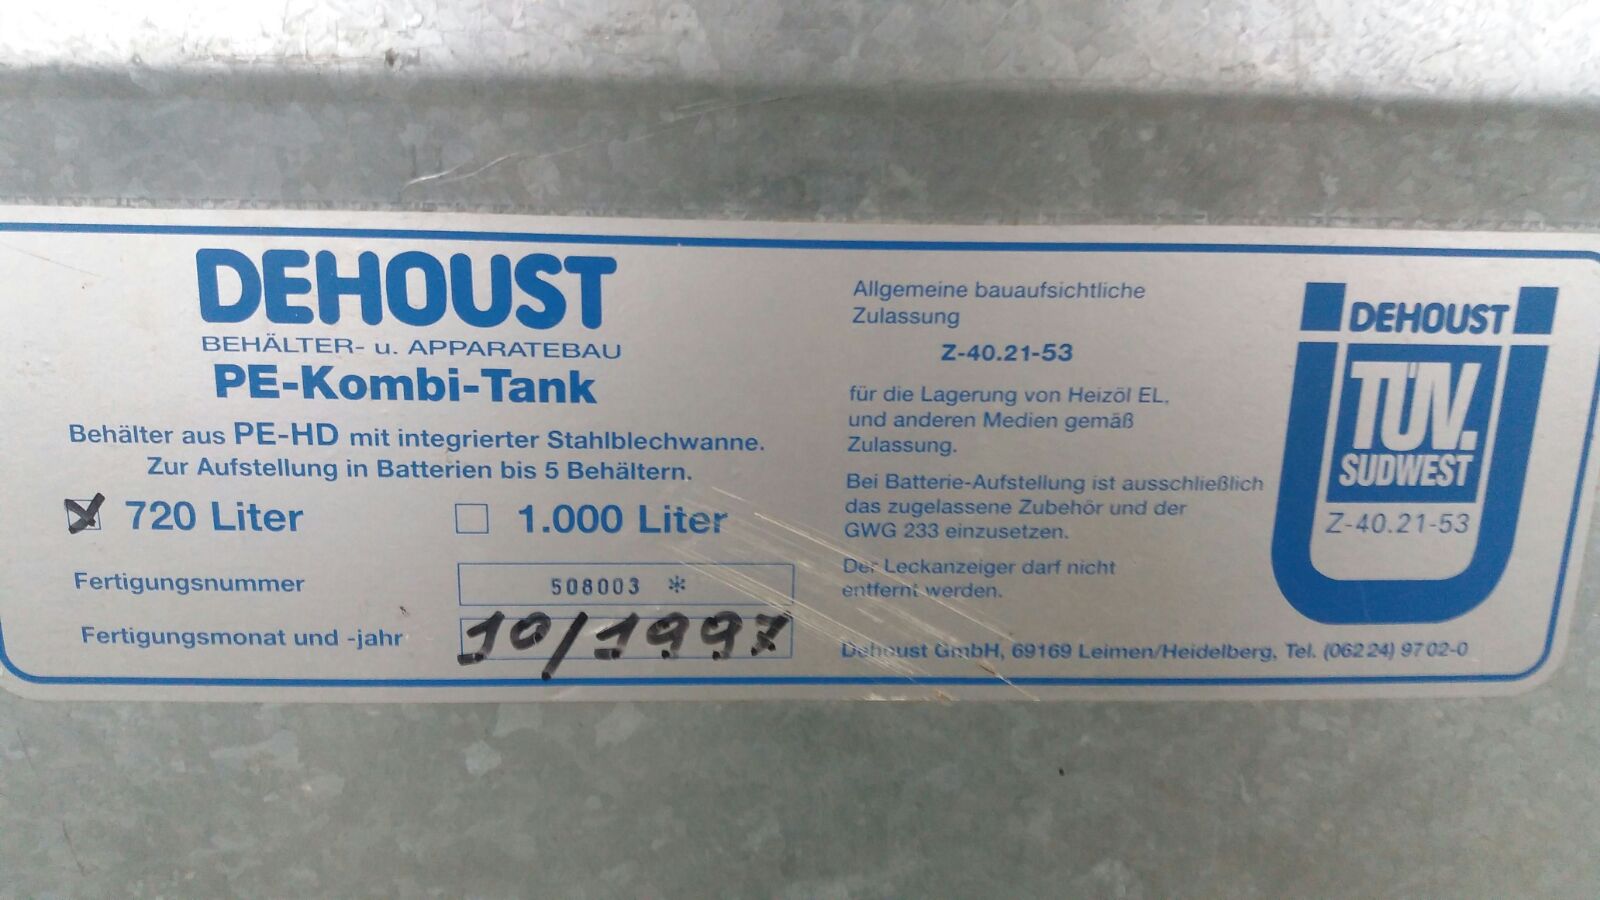 DEHOUST
BEHÄLTER- u. APPARATEBAU
PE-Kombi-Tank
Behälter aus PE-HD mit integrierter Stahlblechwanne.
Zur Aufstellung in Batterien bis 5 Behältern.
720 Liter 1.000 Liter
Fertigungsnummer 508003 *
Fertigungsmonat und -jahr 10/1997
Allgemeine bauaufsichtliche
Zulassung
Z-40.21-53
für die Lagerung von Heizöl EL,
und anderen Medien gemäß
Zulassung.
Bei Batterie-Aufstellung ist ausschließlich
das zugelassene Zubehör und der
GWG 233 einzusetzen.
Der Leckanzeiger darf nicht
entfernt werden.
Dehoust GmbH, 69169 Leimen/Heidelberg, Tel. (06224) 9702-0
DEHOUST
TÜV.
SÜDWEST
Z-40.21-53